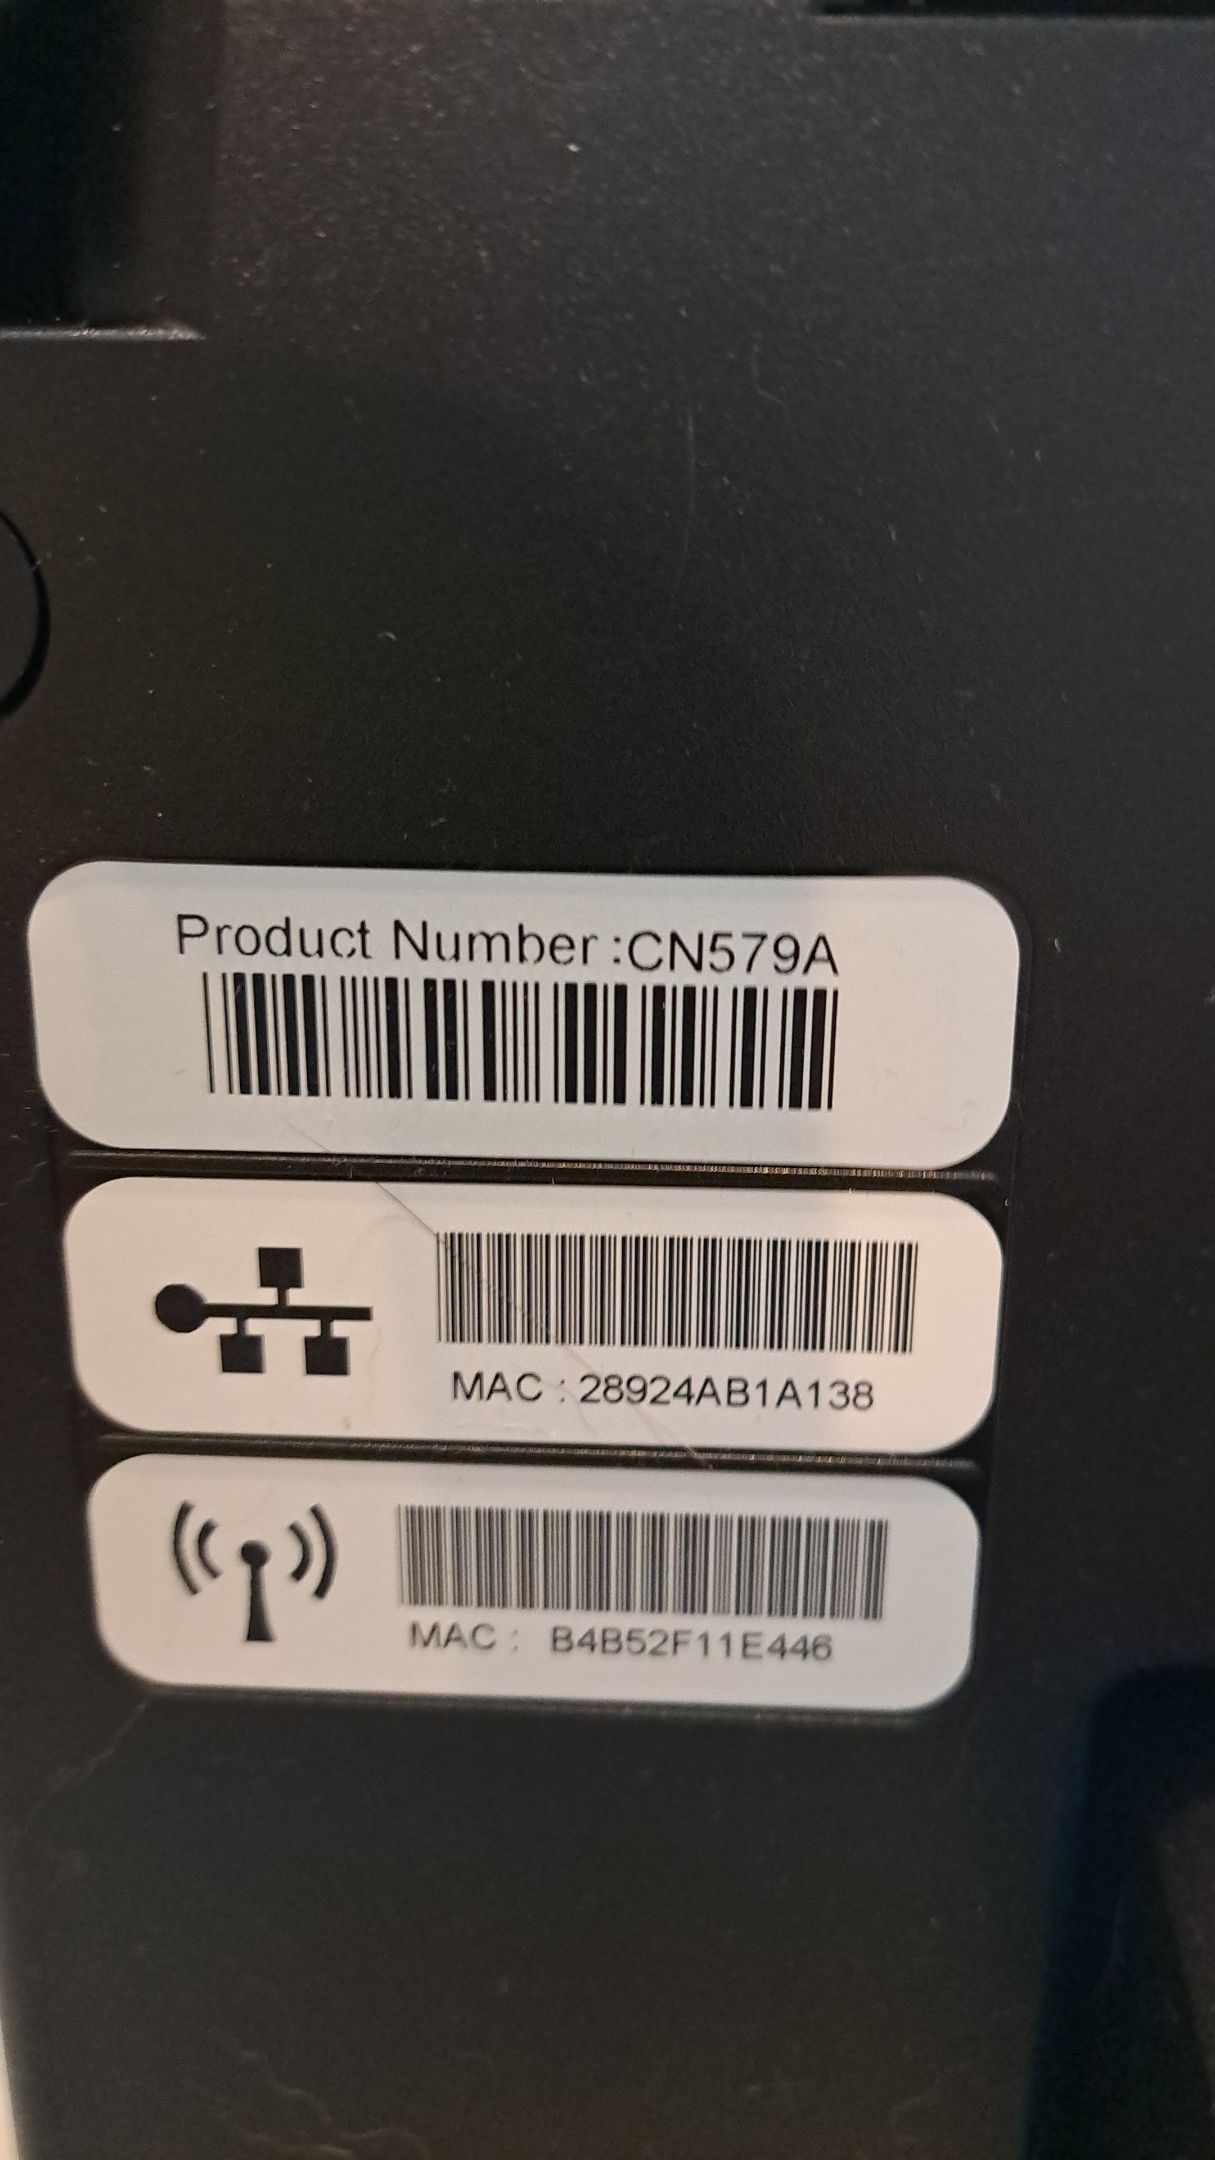 Product Number :CN579A
MAC : 28924AB1A138
MAC : B4B52F11E446